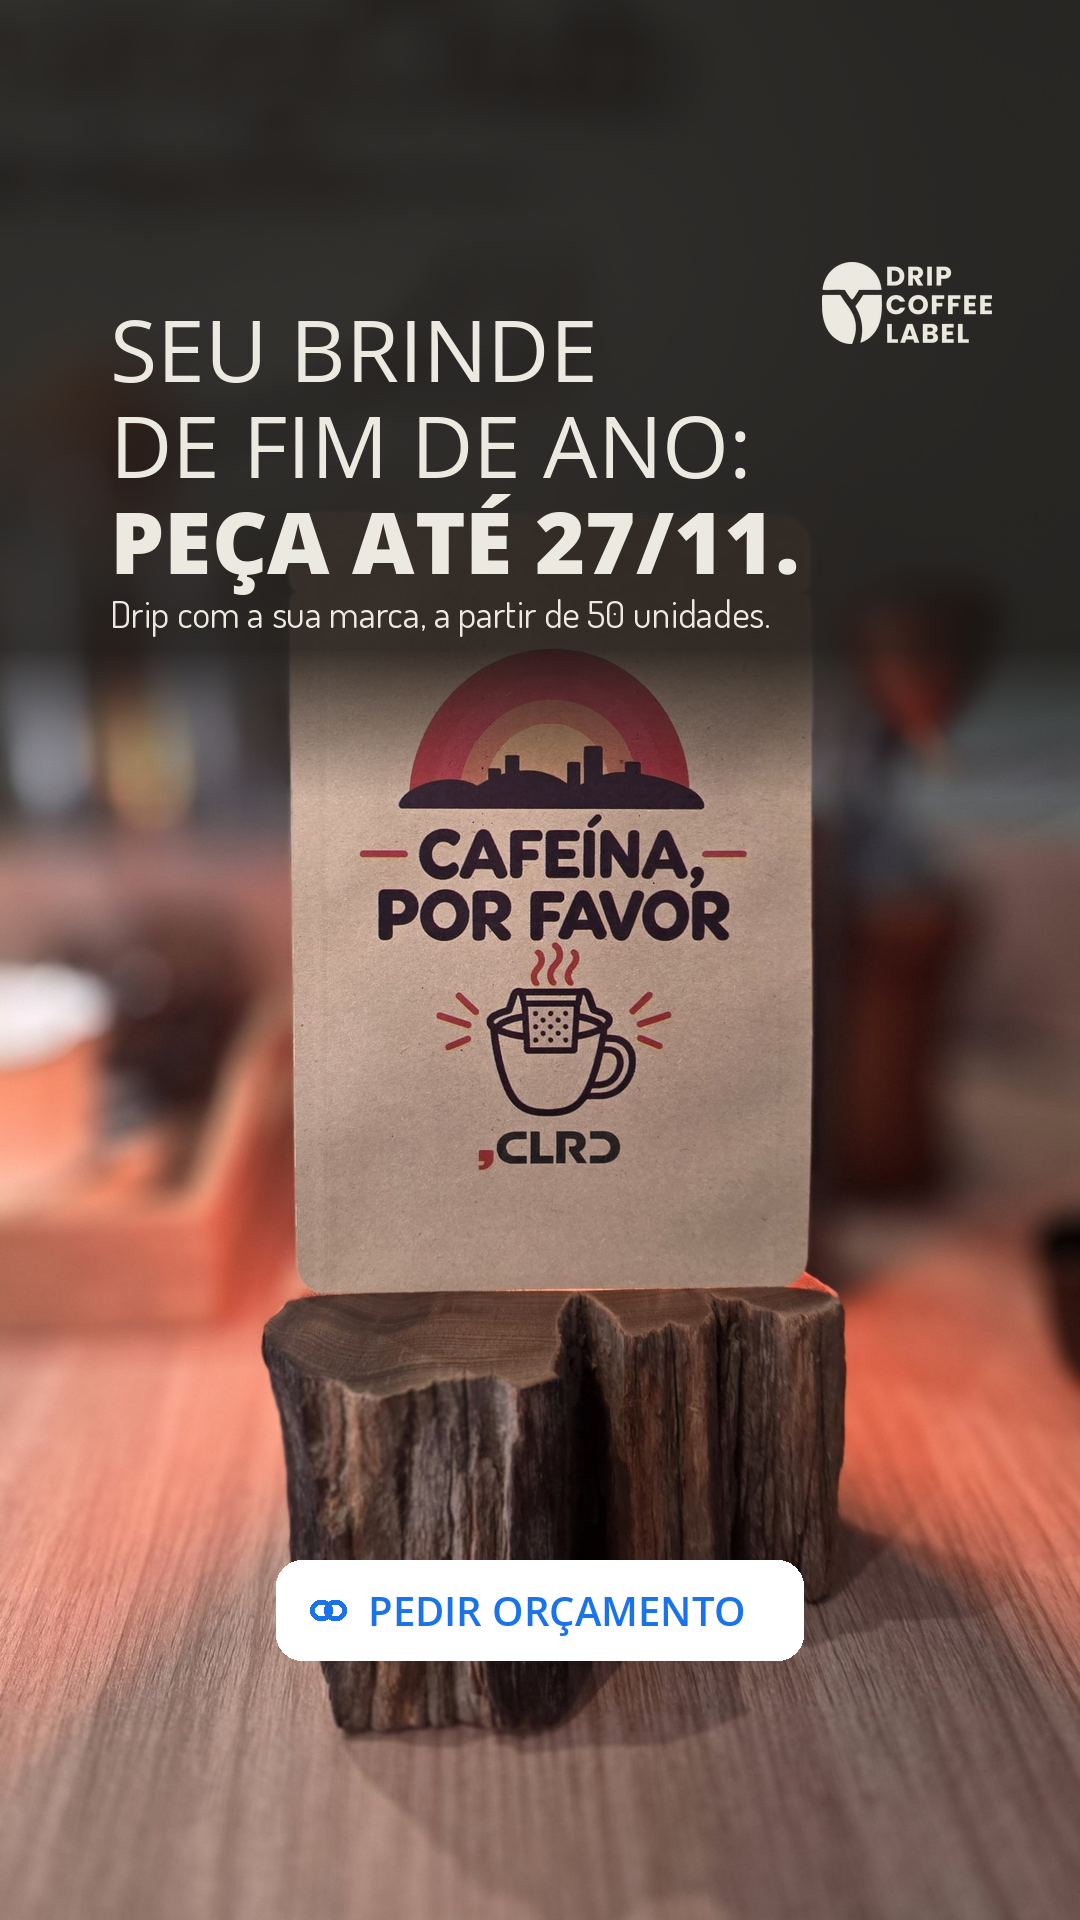 DRIP
COFFEE
LABEL
SEU BRINDE
DE FIM DE ANO:
PEÇA ATÉ 27/11.
Drip com a sua marca, a partir de 50 unidades.
CAFEÍNA,
POR FAVOR
,CLRD
PEDIR ORÇAMENTO